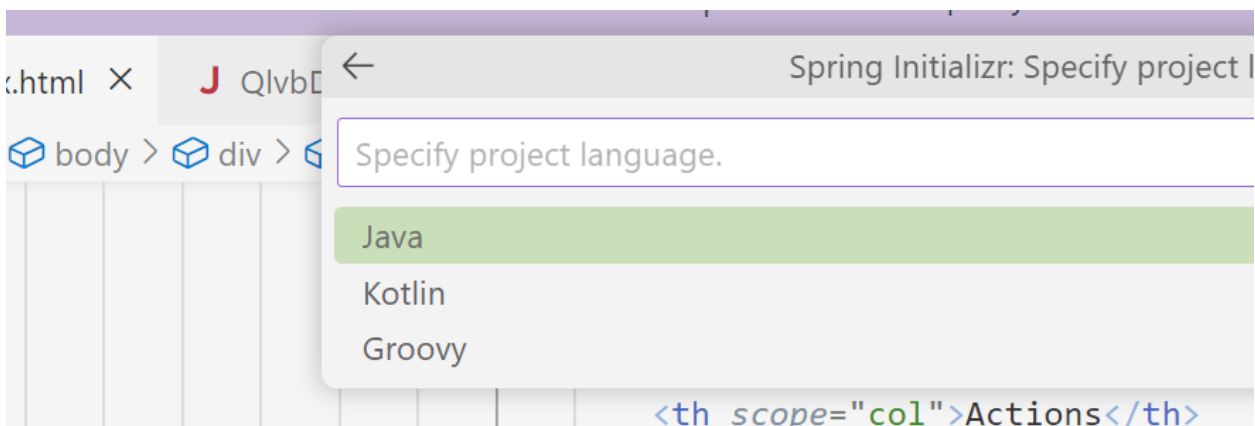 Spring Initializr: Specify project l
.html × J QlvbD
body > div >
Specify project language.
Java
Kotlin
Groovy
<th scope="col">Actions</th>